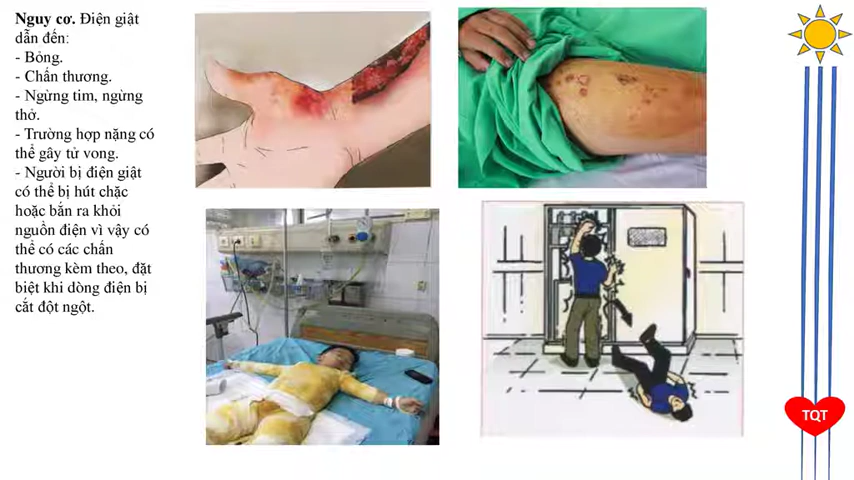 Nguy cơ. Điện giật
dẫn đến:
- Bỏng.
- Chấn thương.
- Ngừng tim, ngừng
thở.
- Trường hợp nặng có
thể gây tử vong.
- Người bị điện giật
có thể bị hút chặc
hoặc bắn ra khỏi
nguồn điện vì vậy có
thể có các chấn
thương kèm theo, đặt
biệt khi dòng điện bị
cắt đột ngột.
TQT